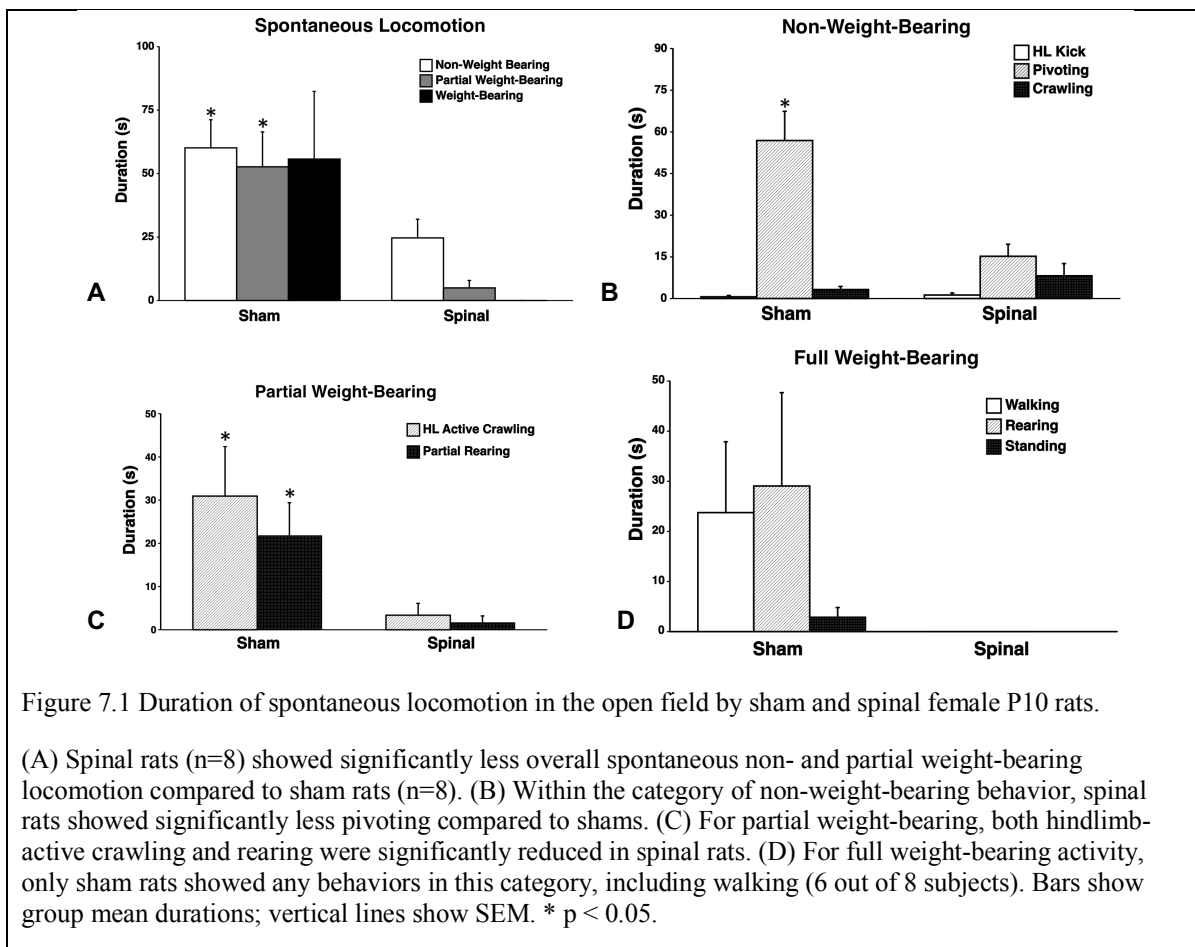 Spontaneous Locomotion
100
75
50
25
0
Duration (s)
Non-Weight Bearing
Partial Weight-Bearing
Weight-Bearing
*
*
A
Sham
Spinal
Non-Weight-Bearing
90
75
60
45
30
15
0
Duration (s)
HL Kick
Pivoting
Crawling
*
B
Sham
Spinal
Partial Weight-Bearing
50
40
30
20
10
0
Duration (s)
HL Active Crawling
Partial Rearing
*
*
C
Sham
Spinal
Full Weight-Bearing
50
40
30
20
10
0
Duration (s)
Walking
Rearing
Standing
D
Sham
Spinal
Figure 7.1 Duration of spontaneous locomotion in the open field by sham and spinal female P10 rats.
(A) Spinal rats (n=8) showed significantly less overall spontaneous non- and partial weight-bearing
locomotion compared to sham rats (n=8). (B) Within the category of non-weight-bearing behavior, spinal
rats showed significantly less pivoting compared to shams. (C) For partial weight-bearing, both hindlimb-
active crawling and rearing were significantly reduced in spinal rats. (D) For full weight-bearing activity,
only sham rats showed any behaviors in this category, including walking (6 out of 8 subjects). Bars show
group mean durations; vertical lines show SEM. * p < 0.05.